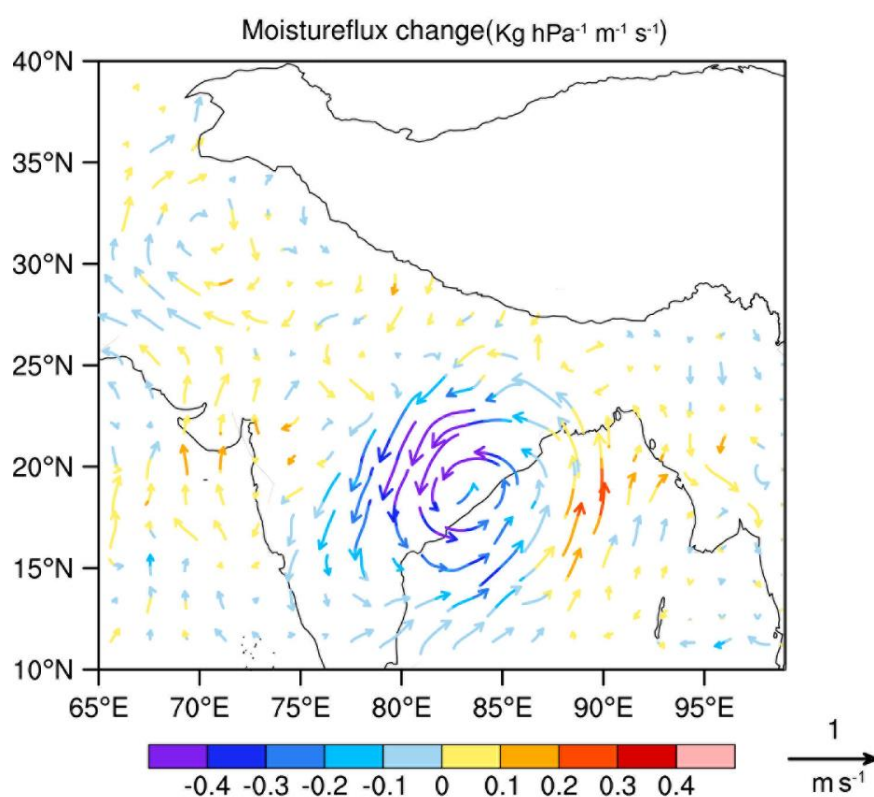 Moistureflux change(Kg hPa⁻¹ m⁻¹ s⁻¹)
40°N
35°N
30°N
25°N
20°N
15°N
10°N
65°E 70°E 75°E 80°E 85°E 90°E 95°E
1
m s⁻¹
-0.4 -0.3 -0.2 -0.1 0 0.1 0.2 0.3 0.4